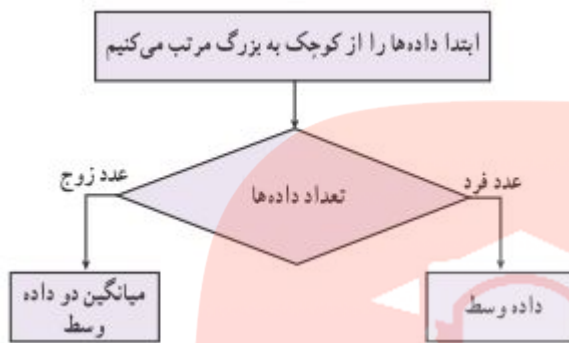 ابتدا داده‌ها را از کوچک به بزرگ مرتب می‌کنیم
عدد فرد
عدد زوج
تعداد داده‌ها
داده وسط
میانگین دو داده
وسط